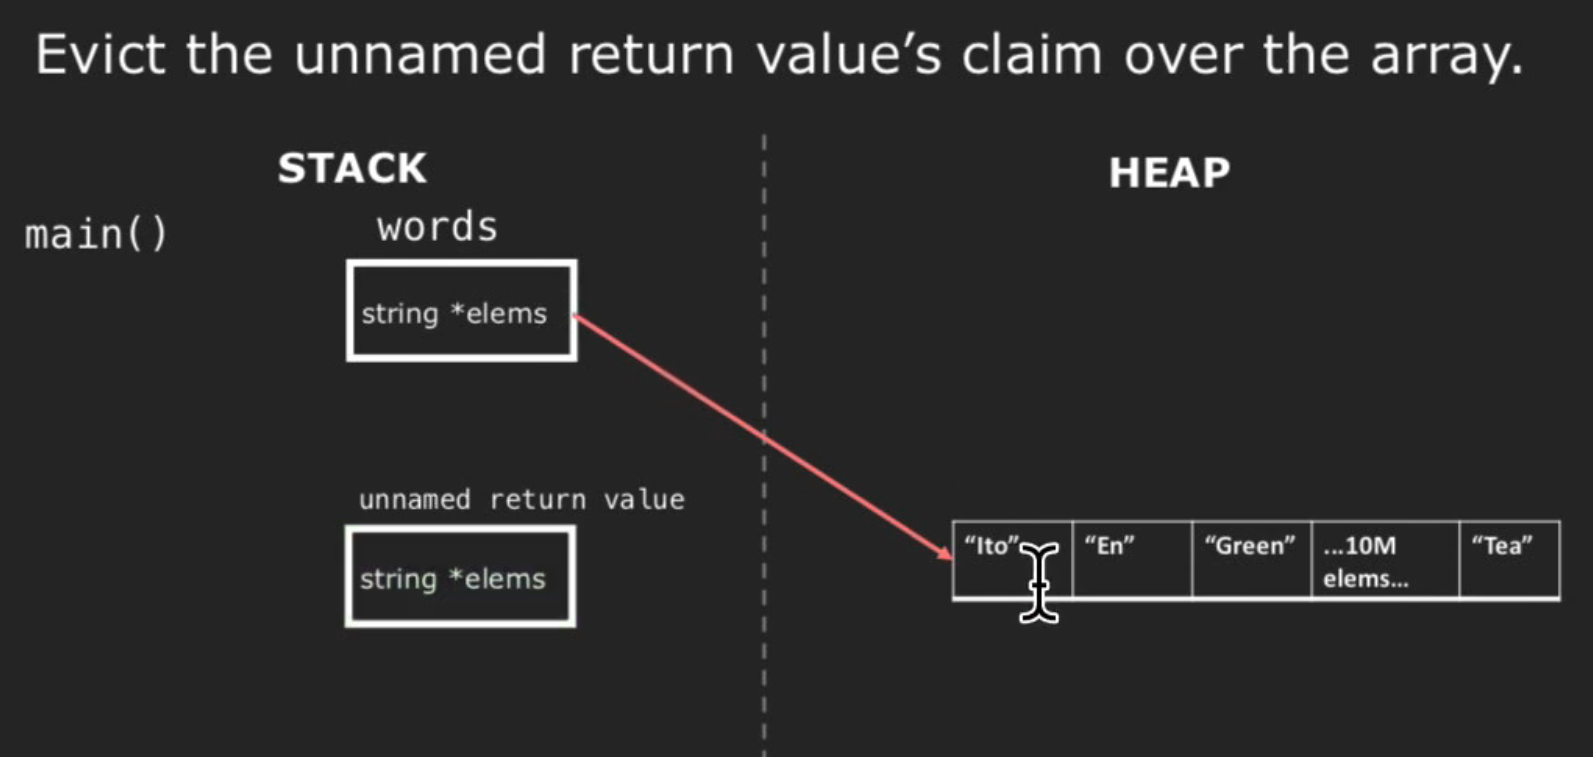 Evict the unnamed return value’s claim over the array.
STACK
HEAP
main()
words
string *elems
unnamed return value
string *elems
“Ito”
“En”
“Green”
...10M
elems...
“Tea”